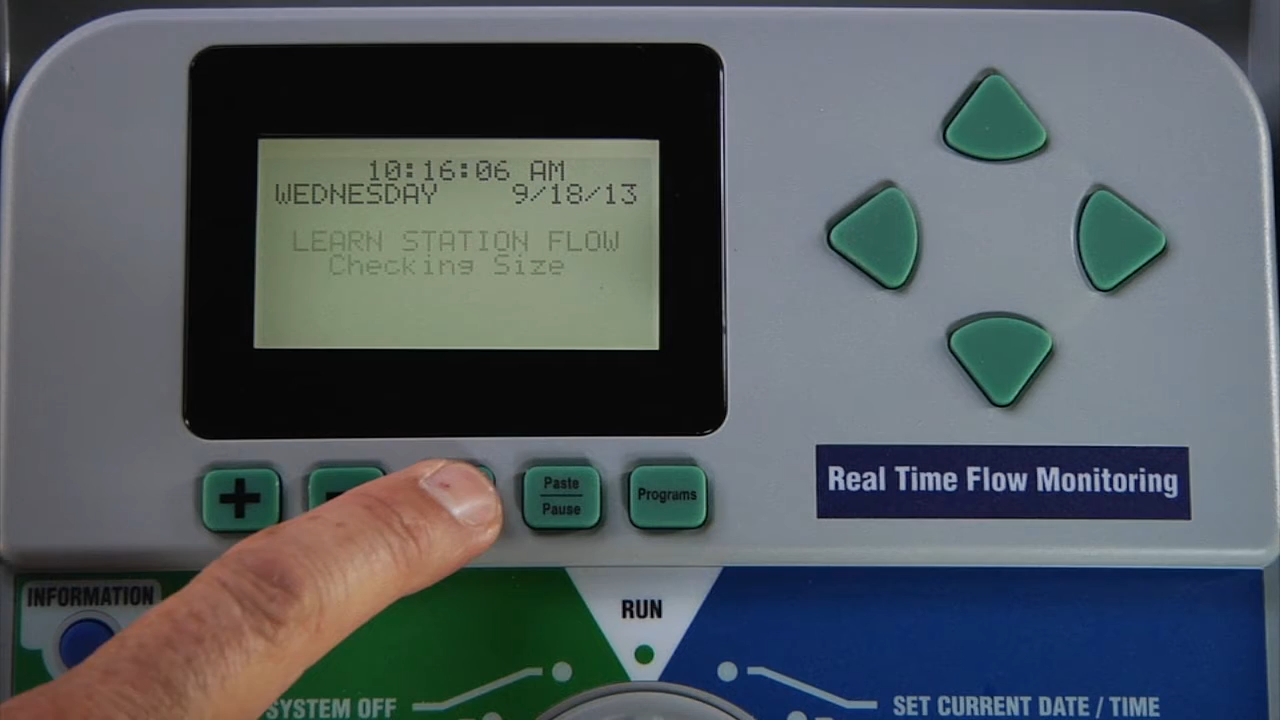 10:16:06 AM
WEDNESDAY 9/18/13
LEARN STATION FLOW
Checking Size
+
Paste
Pause
Programs
Real Time Flow Monitoring
INFORMATION
RUN
SYSTEM OFF
SET CURRENT DATE / TIME